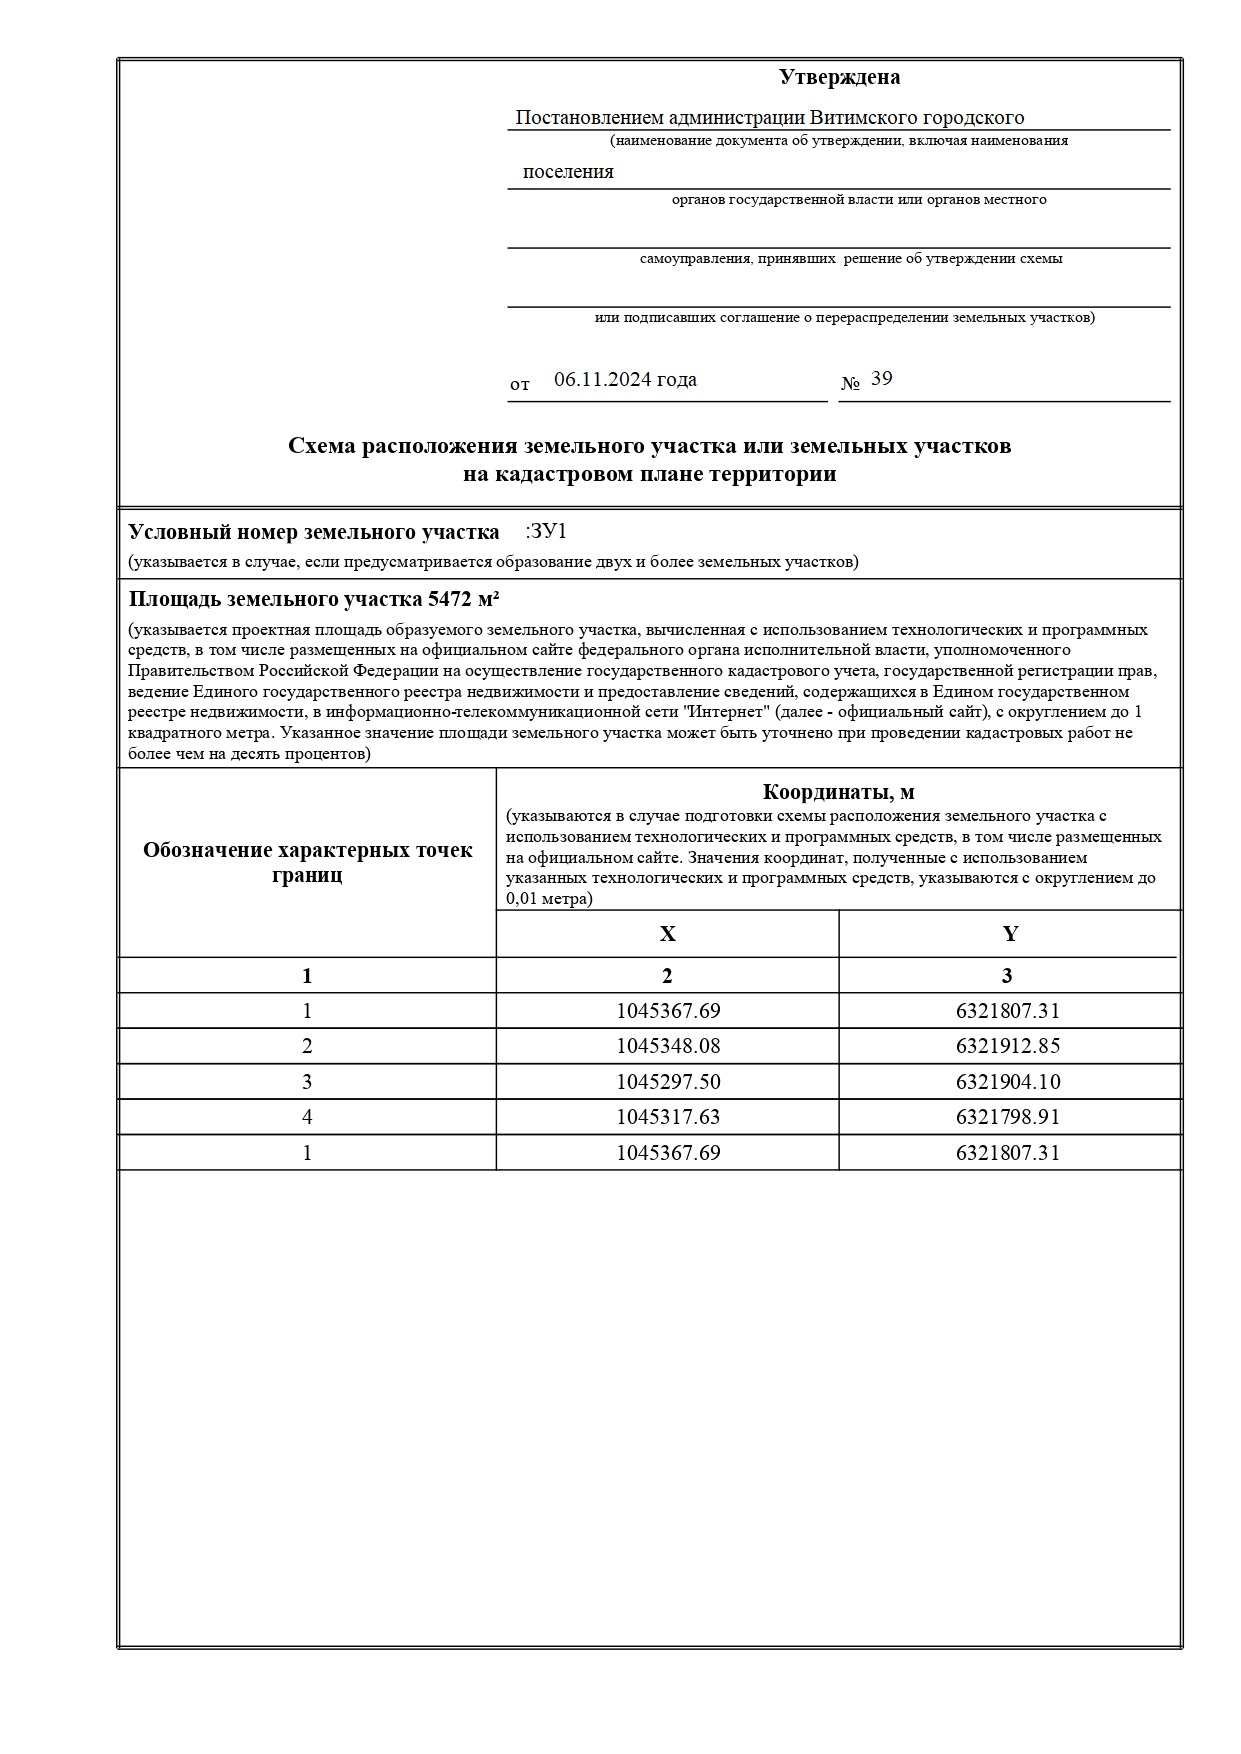 Утверждена
Постановлением администрации Витимского городского
(наименование документа об утверждении, включая наименования
поселения
органов государственной власти или органов местного
самоуправления, принявших решение об утверждении схемы
или подписавших соглашение о перераспределении земельных участков)
от 06.11.2024 года № 39
Схема расположения земельного участка или земельных участков
на кадастровом плане территории
Условный номер земельного участка :ЗУ1
(указывается в случае, если предусматривается образование двух и более земельных участков)
Площадь земельного участка 5472 м²
(указывается проектная площадь образуемого земельного участка, вычисленная с использованием технологических и программных
средств, в том числе размещенных на официальном сайте федерального органа исполнительной власти, уполномоченного
Правительством Российской Федерации на осуществление государственного кадастрового учета, государственной регистрации прав,
ведение Единого государственного реестра недвижимости и предоставление сведений, содержащихся в Едином государственном
реестре недвижимости, в информационно-телекоммуникационной сети "Интернет" (далее - официальный сайт), с округлением до 1
квадратного метра. Указанное значение площади земельного участка может быть уточнено при проведении кадастровых работ не
более чем на десять процентов)
Обозначение характерных точек
границ
Координаты, м
(указываются в случае подготовки схемы расположения земельного участка с
использованием технологических и программных средств, в том числе размещенных
на официальном сайте. Значения координат, полученные с использованием
указанных технологических и программных средств, указываются с округлением до
0,01 метра)
X Y
1 2 3
1 1045367.69 6321807.31
2 1045348.08 6321912.85
3 1045297.50 6321904.10
4 1045317.63 6321798.91
1 1045367.69 6321807.31